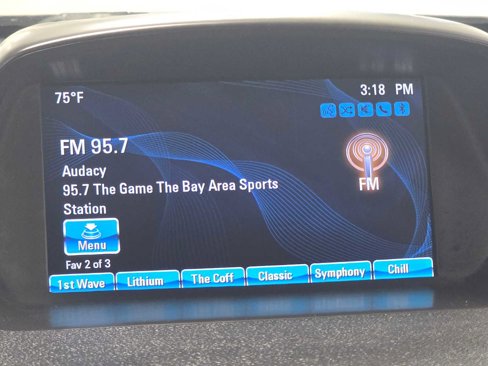 75°F
3:18 PM
FM 95.7
Audacy
95.7 The Game The Bay Area Sports
Station
FM
Menu
Fav 2 of 3
1st Wave
Lithium
The Coff
Classic
Symphony
Chill